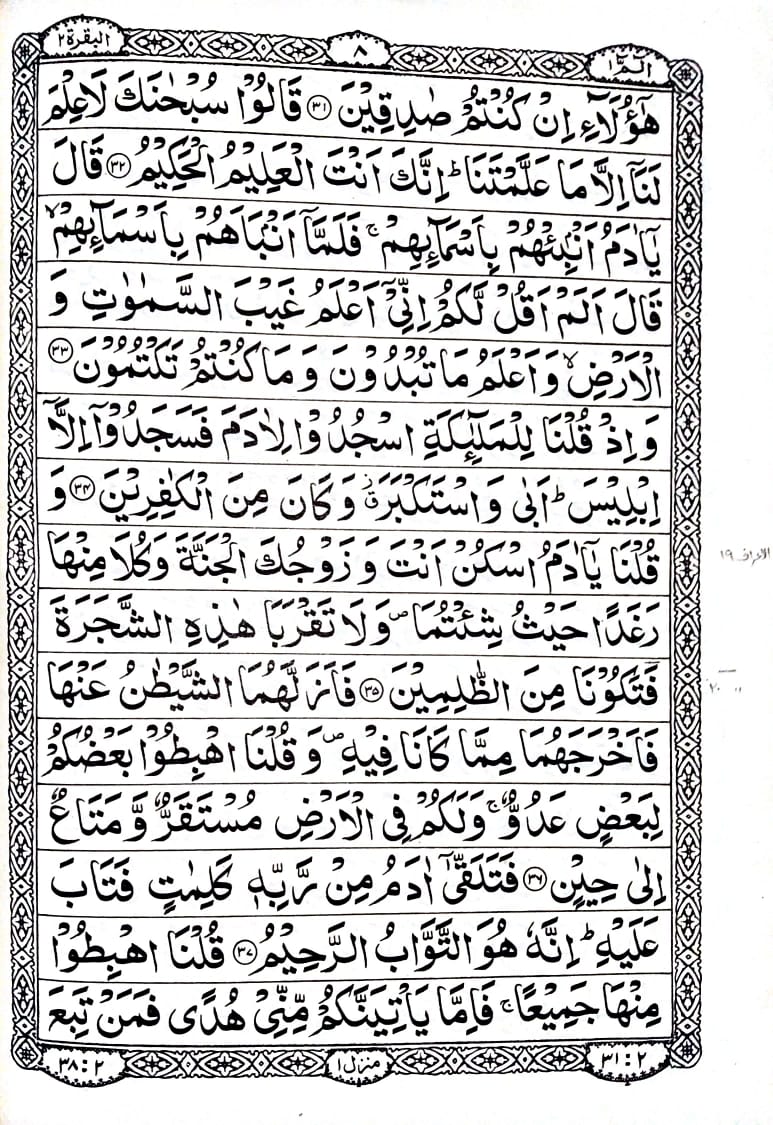 الٓمّٓ ١
٨
البقرة ٢
هٰٓؤُلَآءِ اِنْ كُنْتُمْ صٰدِقِيْنَ ﴿٣١﴾ قَالُوْا سُبْحٰنَكَ لَا عِلْمَ
لَنَآ اِلَّا مَا عَلَّمْتَنَا ؕ اِنَّكَ اَنْتَ الْعَلِيْمُ الْحَكِيْمُ ﴿٣٢﴾ قَالَ
يٰٓاٰدَمُ اَنْۢبِئْهُمْ بِاَسْمَآئِهِمْ ۚ فَلَمَّآ اَنْۢبَاَهُمْ بِاَسْمَآئِهِمْ ۙ
قَالَ اَلَمْ اَقُلْ لَّكُمْ اِنِّيْٓ اَعْلَمُ غَيْبَ السَّمٰوٰتِ وَ
الْاَرْضِ ۙ وَاَعْلَمُ مَا تُبْدُوْنَ وَمَا كُنْتُمْ تَكْتُمُوْنَ ﴿٣٣﴾
وَاِذْ قُلْنَا لِلْمَلٰٓئِكَةِ اسْجُدُوْا لِاٰدَمَ فَسَجَدُوْٓا اِلَّآ
اِبْلِيْسَ ؕ اَبٰى وَاسْتَكْبَرَ ۗ وَكَانَ مِنَ الْكٰفِرِيْنَ ﴿٣٤﴾ وَ
قُلْنَا يٰٓاٰدَمُ اسْكُنْ اَنْتَ وَزَوْجُكَ الْجَنَّةَ وَكُلَا مِنْهَا
رَغَدًا حَيْثُ شِئْتُمَا ۪ وَلَا تَقْرَبَا هٰذِهِ الشَّجَرَةَ
فَتَكُوْنَا مِنَ الظّٰلِمِيْنَ ﴿٣٥﴾ فَاَزَلَّهُمَا الشَّيْطٰنُ عَنْهَا
فَاَخْرَجَهُمَا مِمَّا كَانَا فِيْهِ ۪ وَقُلْنَا اهْبِطُوْا بَعْضُكُمْ
لِبَعْضٍ عَدُوٌّ ۚ وَلَكُمْ فِى الْاَرْضِ مُسْتَقَرٌّ وَّمَتَاعٌ
اِلٰى حِيْنٍ ﴿٣٦﴾ فَتَلَقّٰٓى اٰدَمُ مِنْ رَّبِّهٖ كَلِمٰتٍ فَتَابَ
عَلَيْهِ ؕ اِنَّهٗ هُوَ التَّوَّابُ الرَّحِيْمُ ﴿٣٧﴾ قُلْنَا اهْبِطُوْا
مِنْهَا جَمِيْعًا ۚ فَاِمَّا يَاْتِيَنَّكُمْ مِّنِّيْ هُدًى فَمَنْ تَبِعَ
٣١ : ٢
منزل ١
٣٨ : ٢
الاعراف ١٩
٢٠